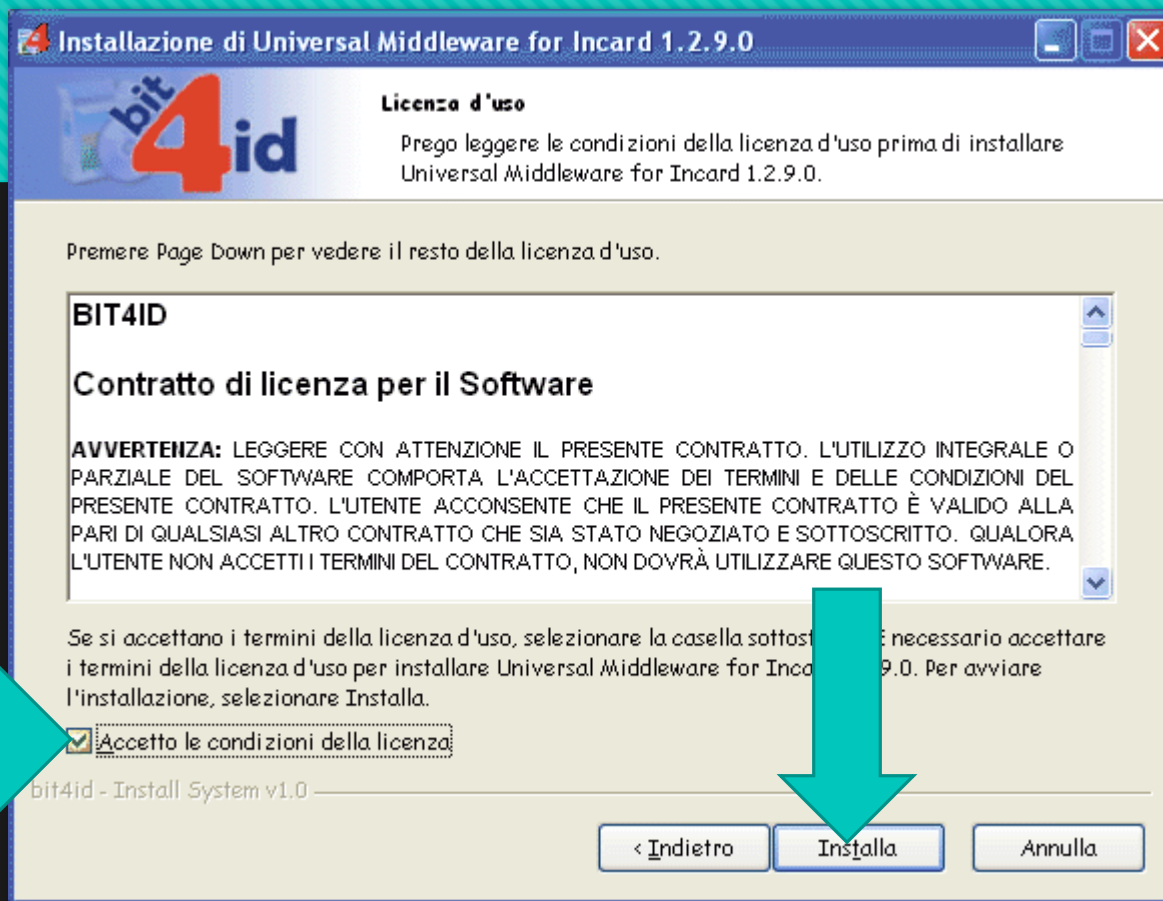 Installazione di Universal Middleware for Incard 1.2.9.0
bit
4id
Licenza d'uso
Prego leggere le condizioni della licenza d'uso prima di installare
Universal Middleware for Incard 1.2.9.0.
Premere Page Down per vedere il resto della licenza d'uso.
BIT4ID
Contratto di licenza per il Software
AVVERTENZA: LEGGERE CON ATTENZIONE IL PRESENTE CONTRATTO. L'UTILIZZO INTEGRALE O
PARZIALE DEL SOFTWARE COMPORTA L'ACCETTAZIONE DEI TERMINI E DELLE CONDIZIONI DEL
PRESENTE CONTRATTO. L'UTENTE ACCONSENTE CHE IL PRESENTE CONTRATTO È VALIDO ALLA
PARI DI QUALSIASI ALTRO CONTRATTO CHE SIA STATO NEGOZIATO E SOTTOSCRITTO. QUALORA
L'UTENTE NON ACCETTI I TERMINI DEL CONTRATTO, NON DOVRÀ UTILIZZARE QUESTO SOFTWARE.
Se si accettano i termini della licenza d'uso, selezionare la casella necessario accettare
i termini della licenza d'uso per installare Universal Middleware for 9.0. Per avviare
l'installazione, selezionare Installa.
Accetto le condizioni della licenza
bit4id - Install System v1.0
< Indietro
Installa
Annulla